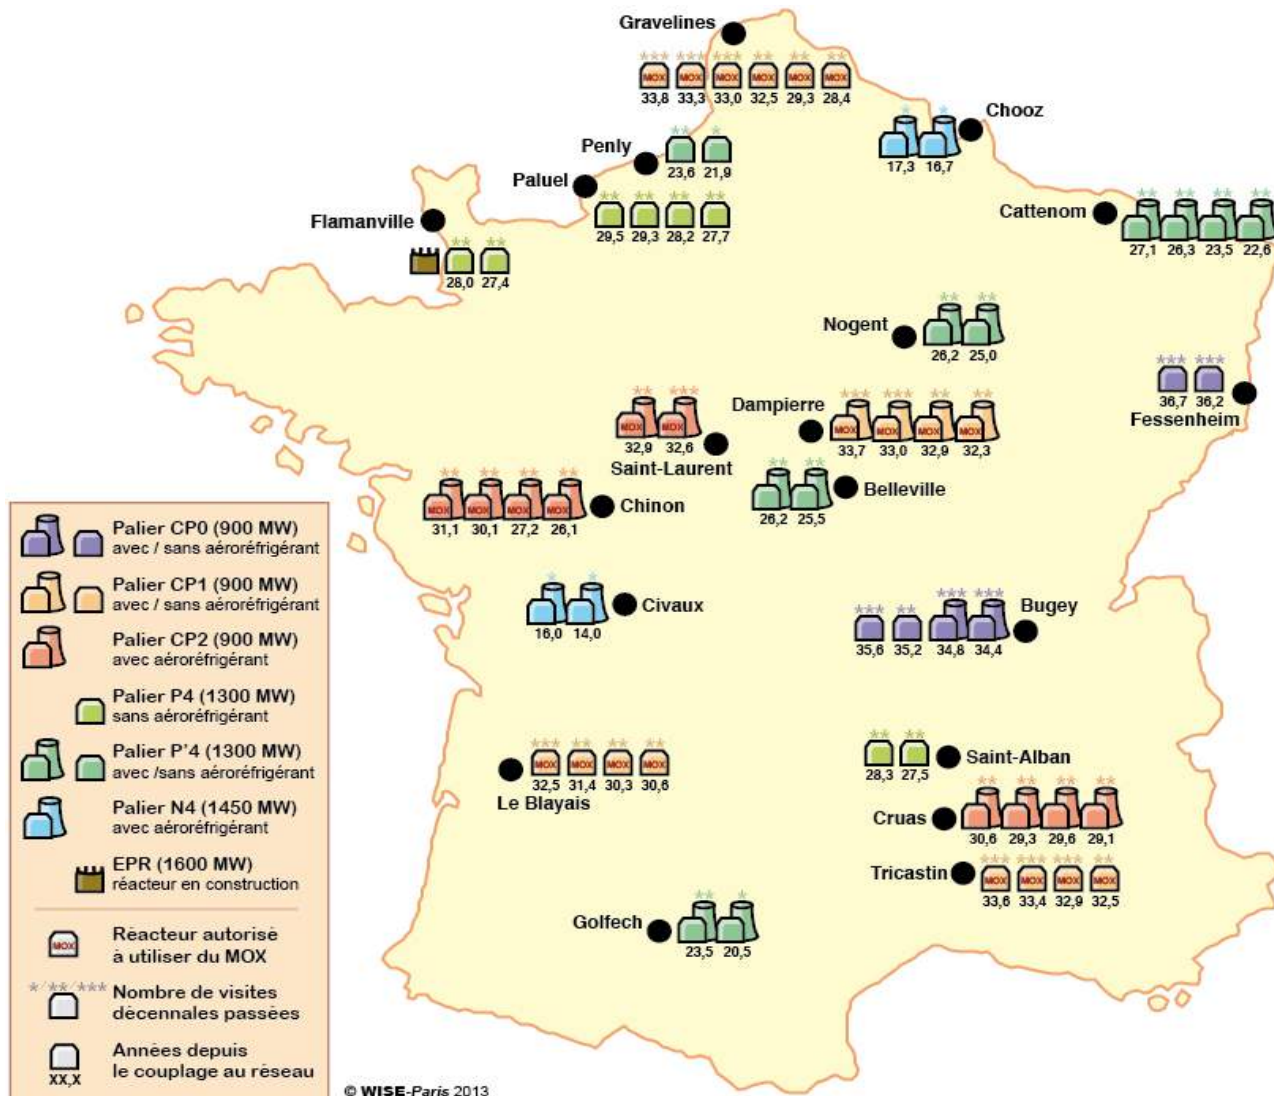 Gravelines
*** *** *** ** ** **
MOX MOX MOX MOX MOX MOX
33,8 33,3 33,0 32,5 29,3 28,4
Chooz
* *
17,3 16,7
Penly
** *
23,6 21,9
Paluel
** ** ** **
29,5 29,3 28,2 27,7
Cattenom
** ** ** **
27,1 26,3 23,5 22,6
Flamanville
** **
28,0 27,4
Nogent
** **
26,2 25,0
*** ***
36,7 36,2
Fessenheim
** ***
MOX MOX
32,9 32,6
Saint-Laurent
Dampierre
*** *** ** **
MOX MOX MOX MOX
33,7 33,0 32,9 32,3
** **
26,2 25,5
Belleville
** ** ** **
MOX MOX MOX MOX
31,1 30,1 27,2 26,1
Chinon
* *
16,0 14,0
Civaux
*** ** *** ***
35,6 35,2 34,8 34,4
Bugey
*** ** ** **
MOX MOX MOX MOX
32,5 31,4 30,3 30,6
Le Blayais
** **
28,3 27,5
Saint-Alban
Cruas
** ** ** **
30,6 29,3 29,6 29,1
Tricastin
*** *** *** **
MOX MOX MOX MOX
33,6 33,4 32,9 32,5
Golfech
** *
23,5 20,5
Palier CP0 (900 MW)
avec / sans aéroréfrigérant
Palier CP1 (900 MW)
avec / sans aéroréfrigérant
Palier CP2 (900 MW)
avec aéroréfrigérant
Palier P4 (1300 MW)
sans aéroréfrigérant
Palier P'4 (1300 MW)
avec /sans aéroréfrigérant
Palier N4 (1450 MW)
avec aéroréfrigérant
EPR (1600 MW)
réacteur en construction
MOX
Réacteur autorisé
à utiliser du MOX
*/**/***
Nombre de visites
décennales passées
Années depuis
le couplage au réseau
XX,X
© WISE-Paris 2013